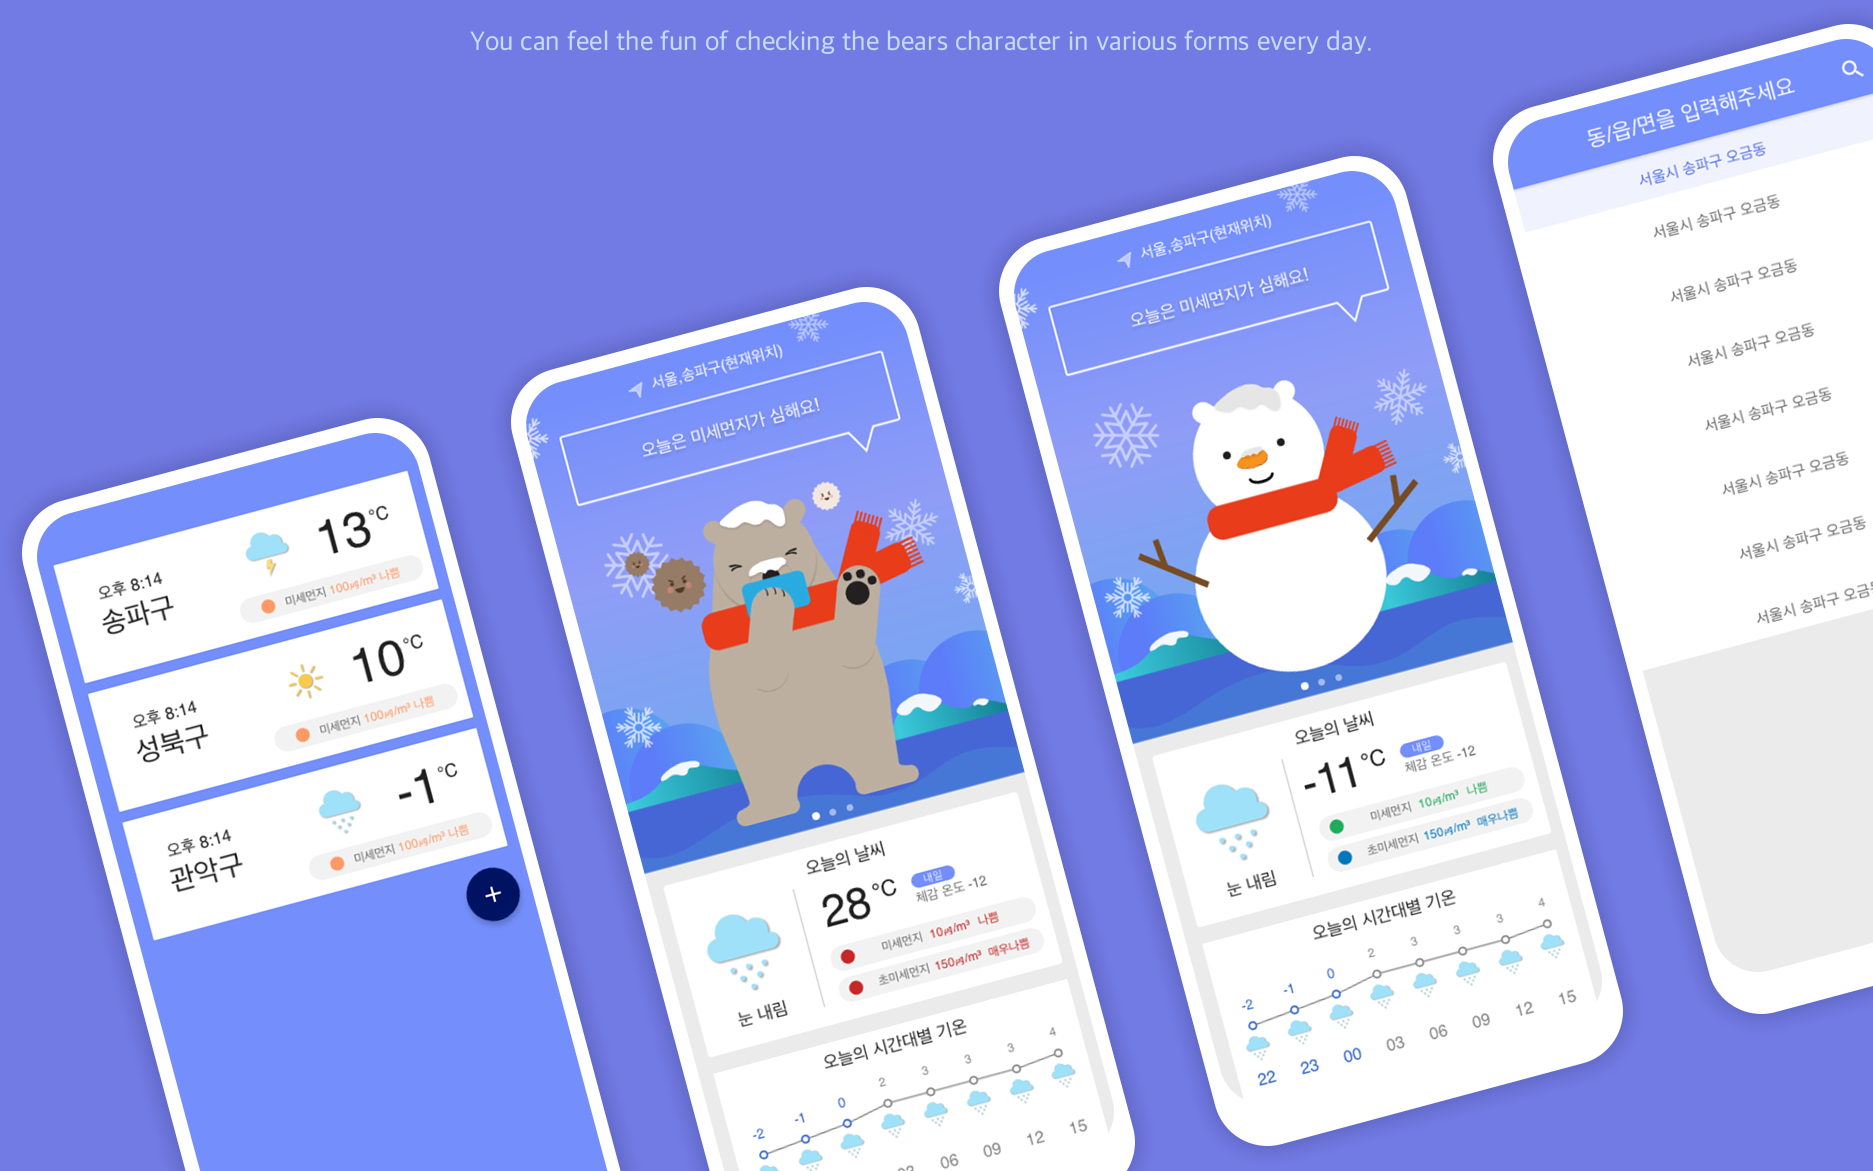 You can feel the fun of checking the bears character in various forms every day.
오후 8:14
송파구
13°C
미세먼지 100㎍/m³ 나쁨
오후 8:14
성북구
10°C
미세먼지 100㎍/m³ 나쁨
오후 8:14
관악구
-1°C
미세먼지 100㎍/m³ 나쁨
+
서울,송파구(현재위치)
오늘은 미세먼지가 심해요!
오늘의 날씨
28°C
내일
체감 온도 -12
미세먼지 10㎍/m³ 나쁨
초미세먼지 150㎍/m³ 매우나쁨
눈 내림
오늘의 시간대별 기온
-2 -1 0 2 3 3 3 4
06 09 12 15
서울,송파구(현재위치)
오늘은 미세먼지가 심해요!
오늘의 날씨
-11°C
내일
체감 온도 -12
미세먼지 10㎍/m³ 나쁨
초미세먼지 150㎍/m³ 매우나쁨
눈 내림
오늘의 시간대별 기온
-2 -1 0 2 3 3 3 4
22 23 00 03 06 09 12 15
동/읍/면을 입력해주세요
서울시 송파구 오금동
서울시 송파구 오금동
서울시 송파구 오금동
서울시 송파구 오금동
서울시 송파구 오금동
서울시 송파구 오금동
서울시 송파구 오금동
서울시 송파구 오금동